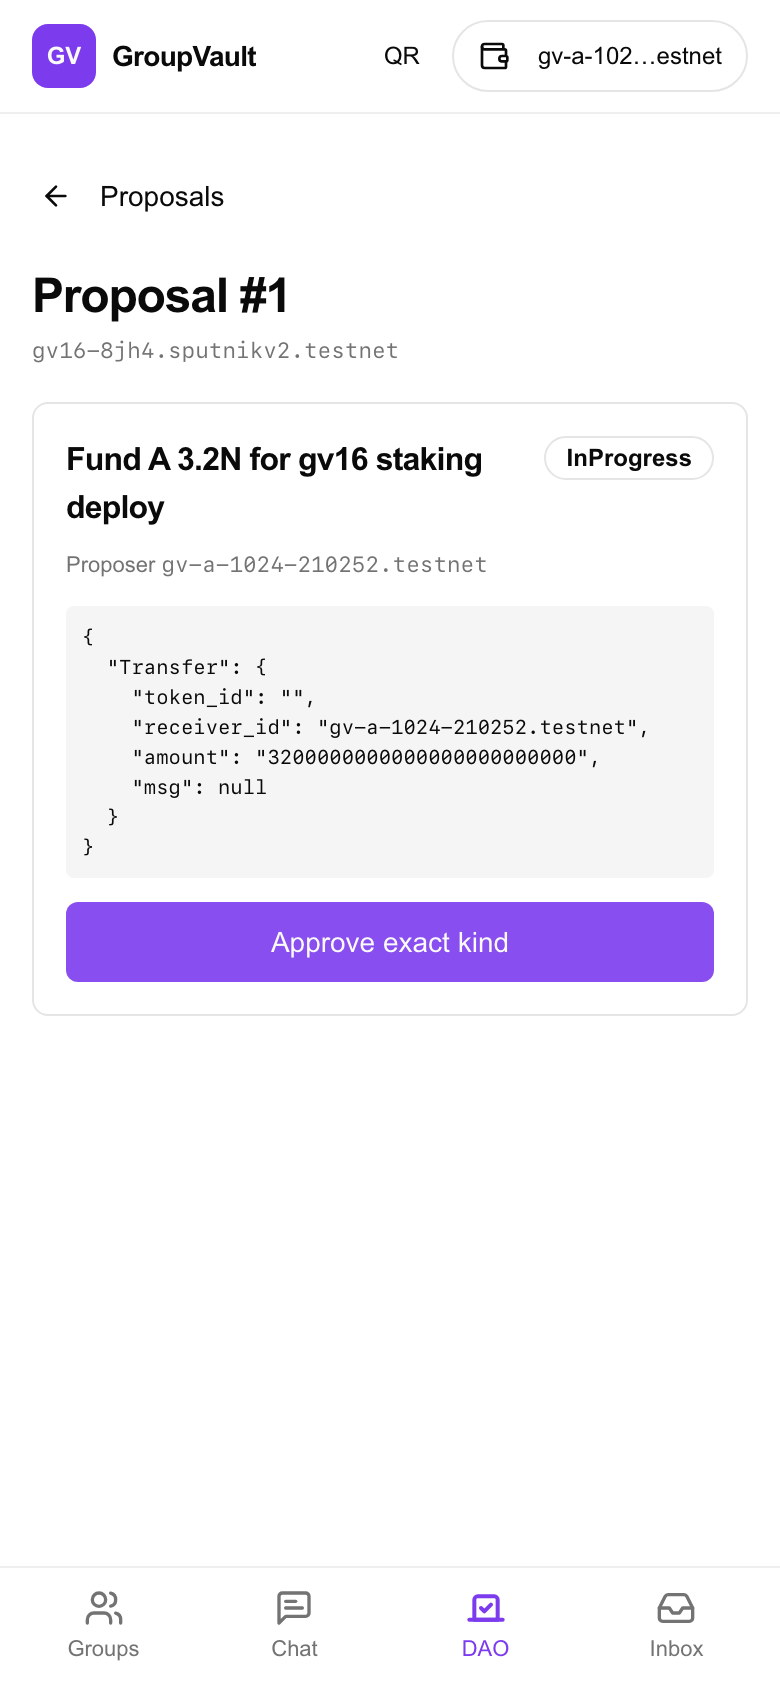 GV GroupVault QR gv-a-102...estnet
Proposals
Proposal #1
gv16-8jh4.sputnikv2.testnet
Fund A 3.2N for gv16 staking InProgress
deploy
Proposer gv-a-1024-210252.testnet
{
"Transfer": {
"token_id": "",
"receiver_id": "gv-a-1024-210252.testnet",
"amount": "3200000000000000000000000",
"msg": null
}
}
Approve exact kind
Groups Chat DAO Inbox